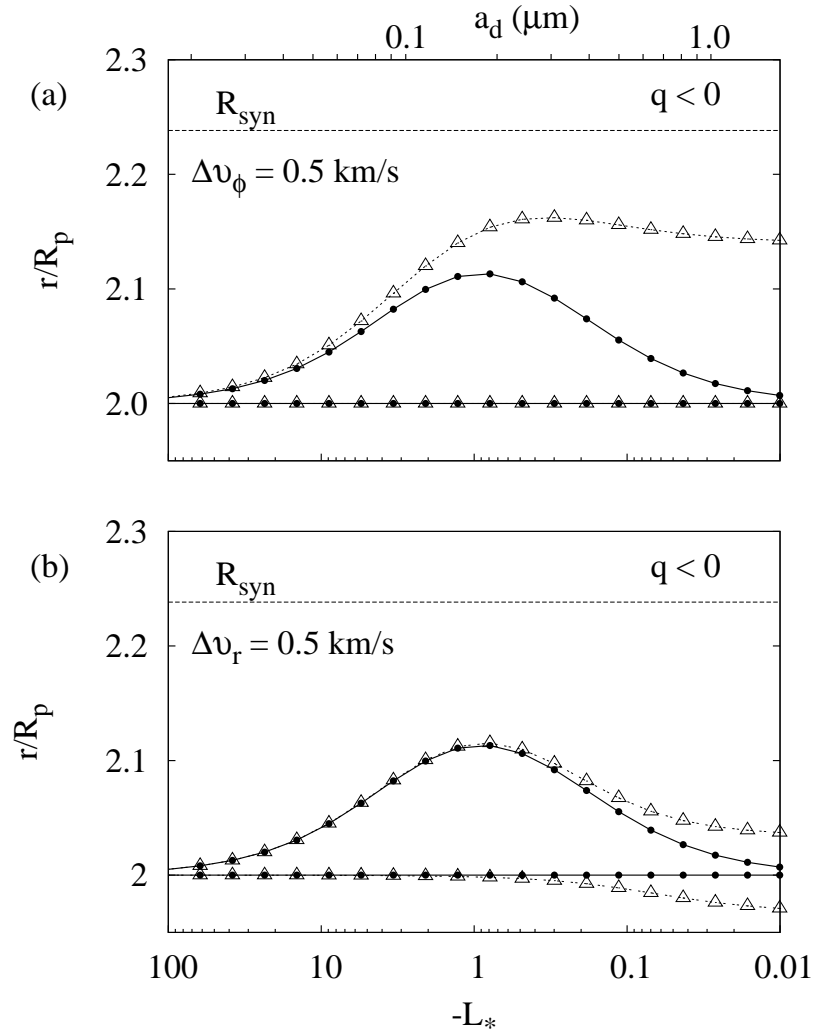 a_d (μm)
0.1 1.0
(a)
2.3
R_syn q < 0
Δυ_ϕ = 0.5 km/s
2.2
r/R_p
2.1
2.0
(b)
2.3
R_syn q < 0
Δυ_r = 0.5 km/s
2.2
r/R_p
2.1
2
100 10 1 0.1 0.01
-L_*